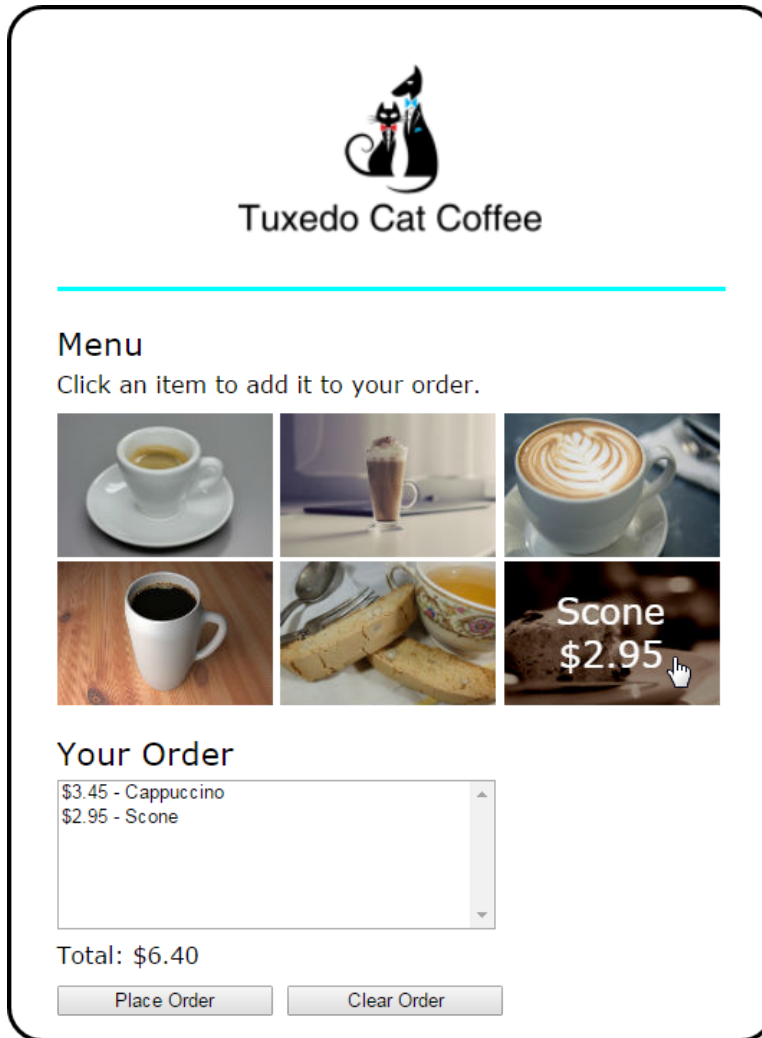 Tuxedo Cat Coffee
Menu
Click an item to add it to your order.
Scone
$2.95
Your Order
$3.45 - Cappuccino
$2.95 - Scone
Total: $6.40
Place Order
Clear Order